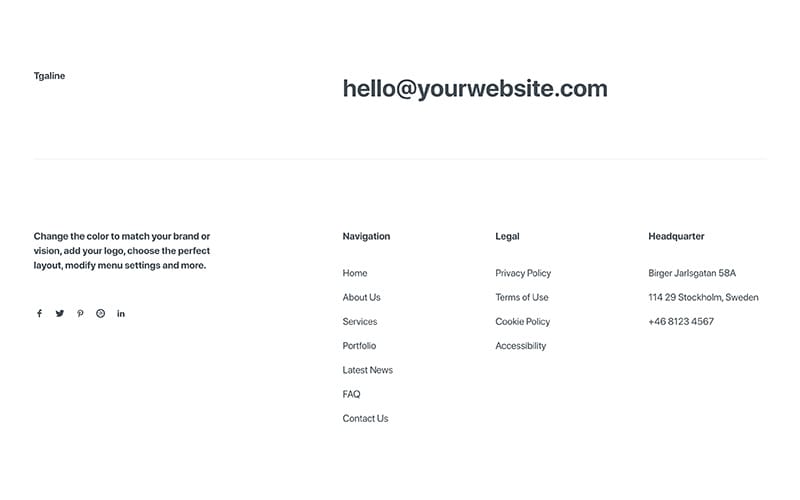 Tgaline
hello@yourwebsite.com
Change the color to match your brand or
vision, add your logo, choose the perfect
layout, modify menu settings and more.
Navigation
Home
About Us
Services
Portfolio
Latest News
FAQ
Contact Us
Legal
Privacy Policy
Terms of Use
Cookie Policy
Accessibility
Headquarter
Birger Jarlsgatan 58A
114 29 Stockholm, Sweden
+46 8123 4567